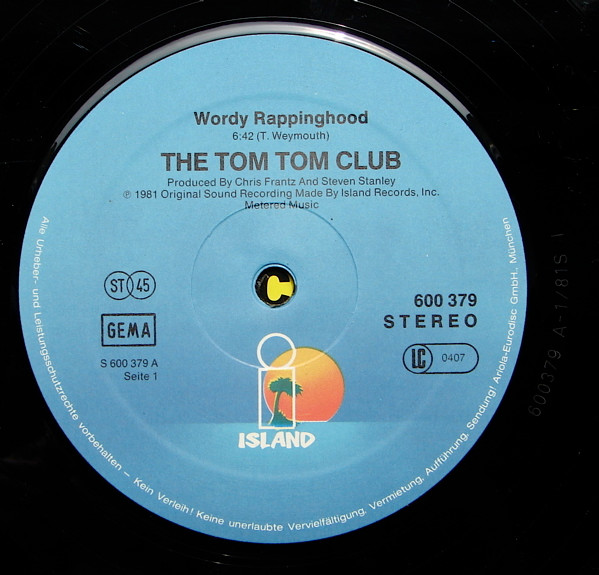 Wordy Rappinghood
6:42 (T. Weymouth)
THE TOM TOM CLUB
Produced By Chris Frantz And Steven Stanley
℗ 1981 Original Sound Recording Made By Island Records, Inc.
Metered Music
ST 45
GEMA
S 600 379 A
Seite 1
600 379
STEREO
LC 0407
i
ISLAND
Alle Urheber- und Leistungsschutzrechte vorbehalten – Kein Verleih! Keine unerlaubte Vervielfältigung, Vermietung, Aufführung, Sendung! Ariola-Eurodisc GmbH., München
600379 A-1/81S